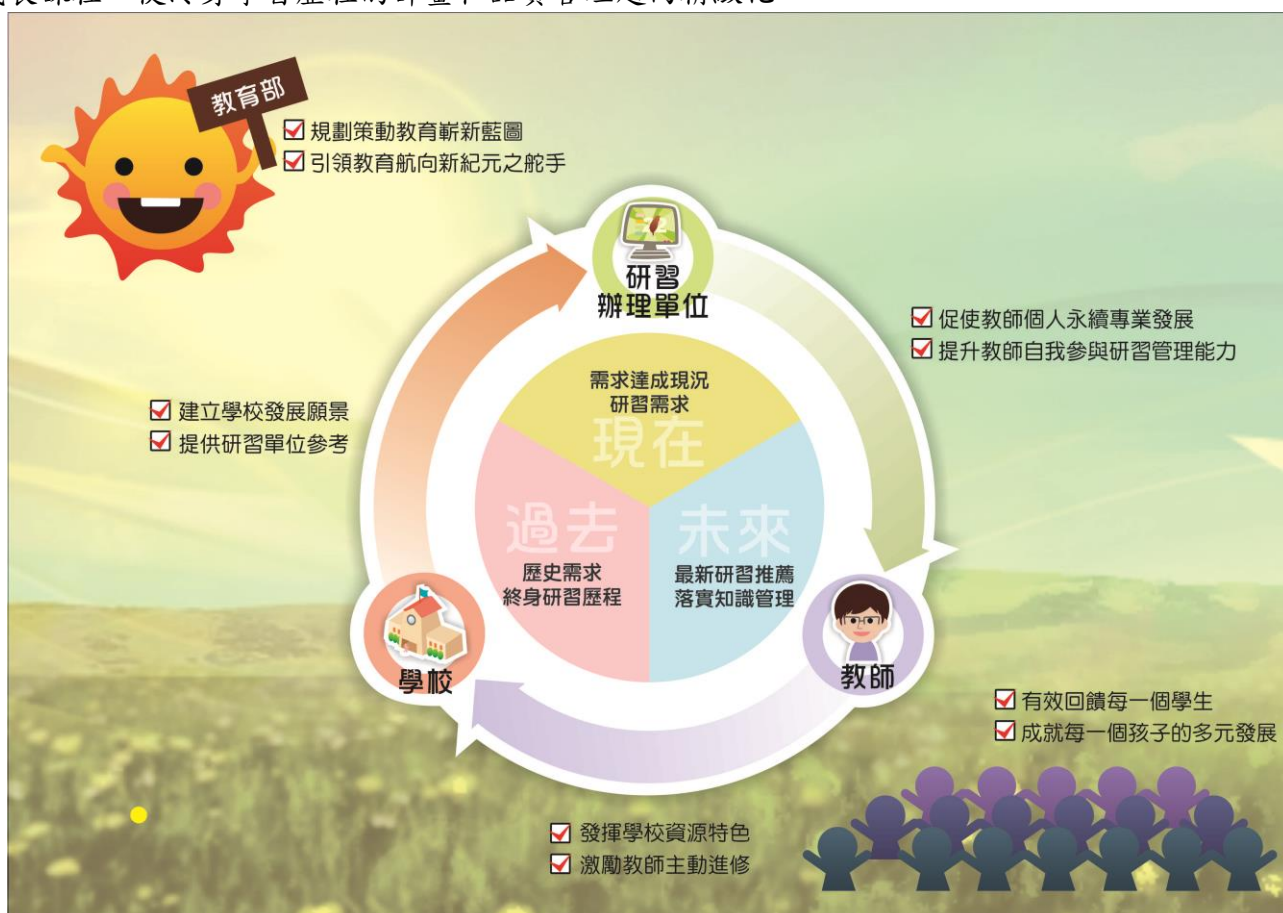 教育部
規劃策動教育嶄新藍圖
引領教育航向新紀元之舵手
研習
辦理單位
促使教師個人永續專業發展
提升教師自我參與研習管理能力
需求達成現況
研習需求
現在
建立學校發展願景
提供研習單位參考
過去
歷史需求
終身研習歷程
未來
最新研習推薦
落實知識管理
學校
教師
有效回饋每一個學生
成就每一個孩子的多元發展
發揮學校資源特色
激勵教師主動進修